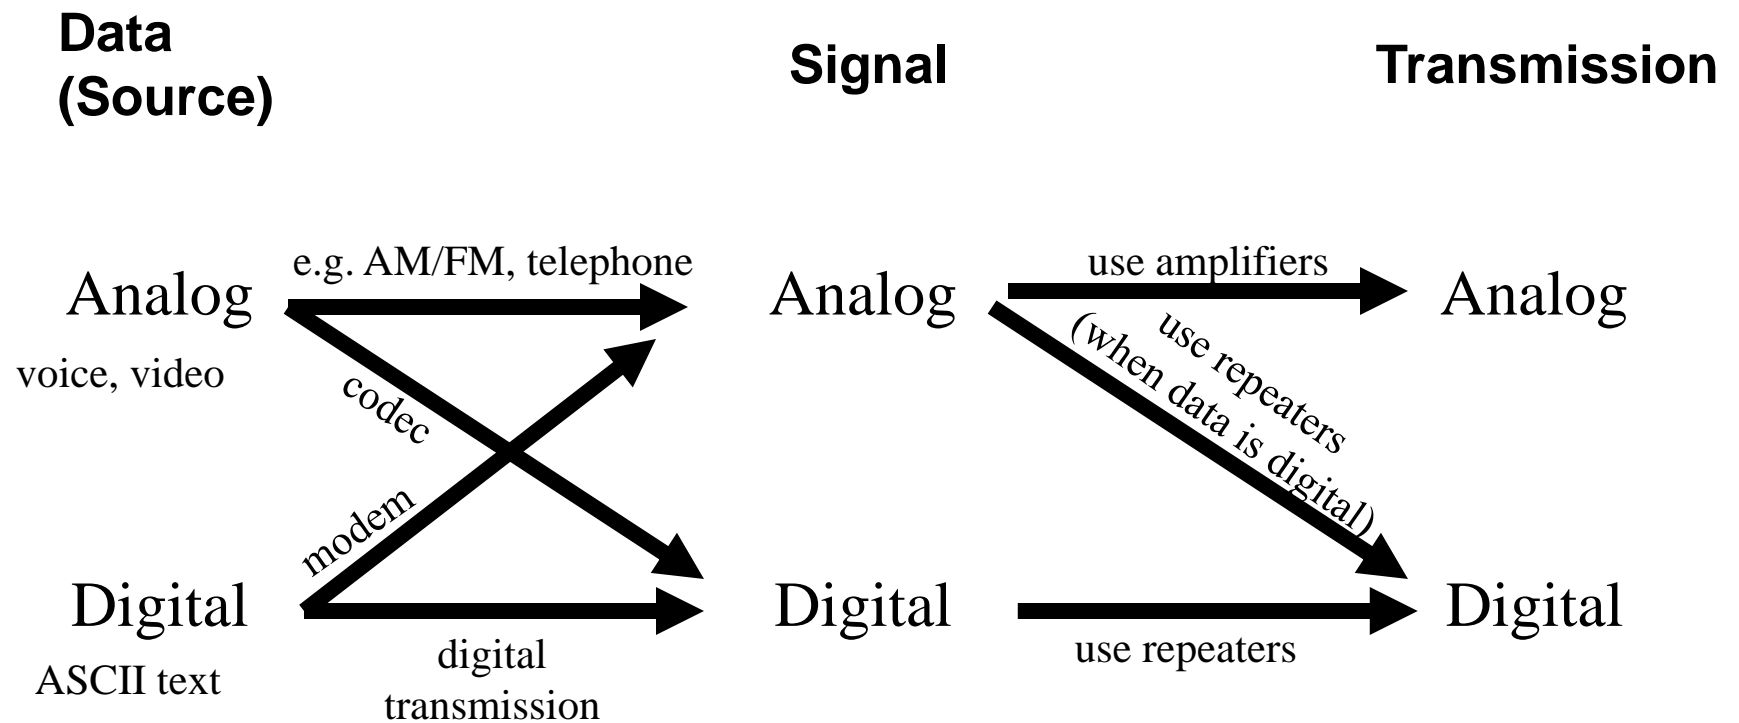 Data
(Source)
Signal
Transmission
e.g. AM/FM, telephone
use amplifiers
Analog
Analog
Analog
voice, video
codec
use repeaters
(when data is digital)
modem
Digital
Digital
Digital
ASCII text
digital
transmission
use repeaters